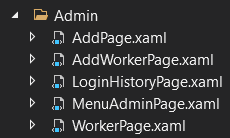 Admin
AddPage.xaml
AddWorkerPage.xaml
LoginHistoryPage.xaml
MenuAdminPage.xaml
WorkerPage.xaml